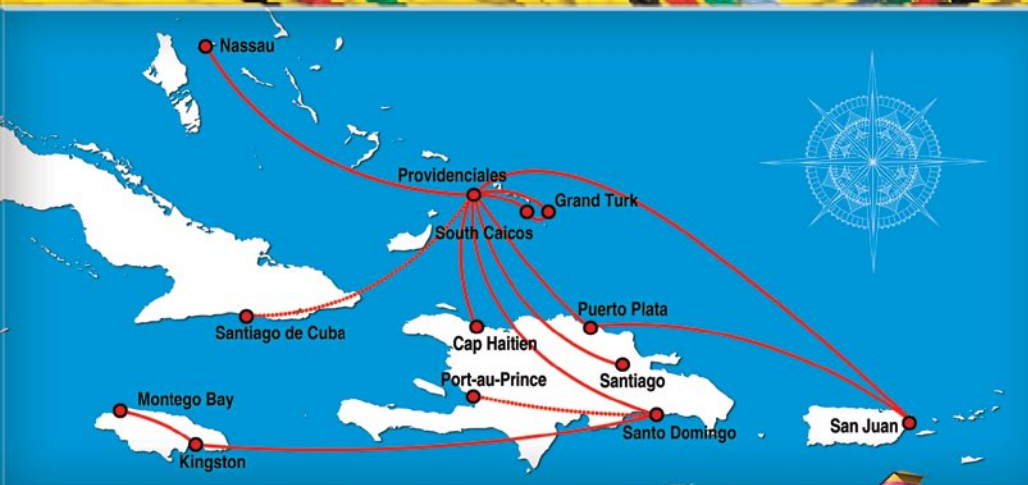 Nassau
Providenciales
Grand Turk
South Caicos
Puerto Plata
Santiago de Cuba
Cap Haitien
Santiago
Port-au-Prince
Montego Bay
Santo Domingo
San Juan
Kingston